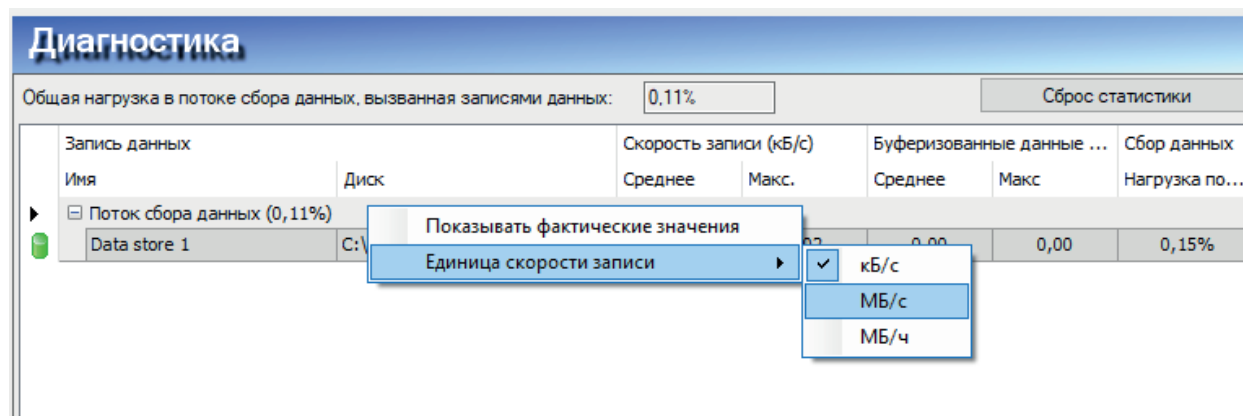 Диагностика
Общая нагрузка в потоке сбора данных, вызванная записями данных: 0,11% Сброс статистики
Запись данных Скорость записи (кБ/с) Буферизованные данные ... Сбор данных
Имя Диск Среднее Макс. Среднее Макс Нагрузка по...
Поток сбора данных (0,11%)
Показывать фактические значения
Data store 1 C:\ 0,00 0,00 0,15%
Единица скорости записи
кБ/с
МБ/с
МБ/ч